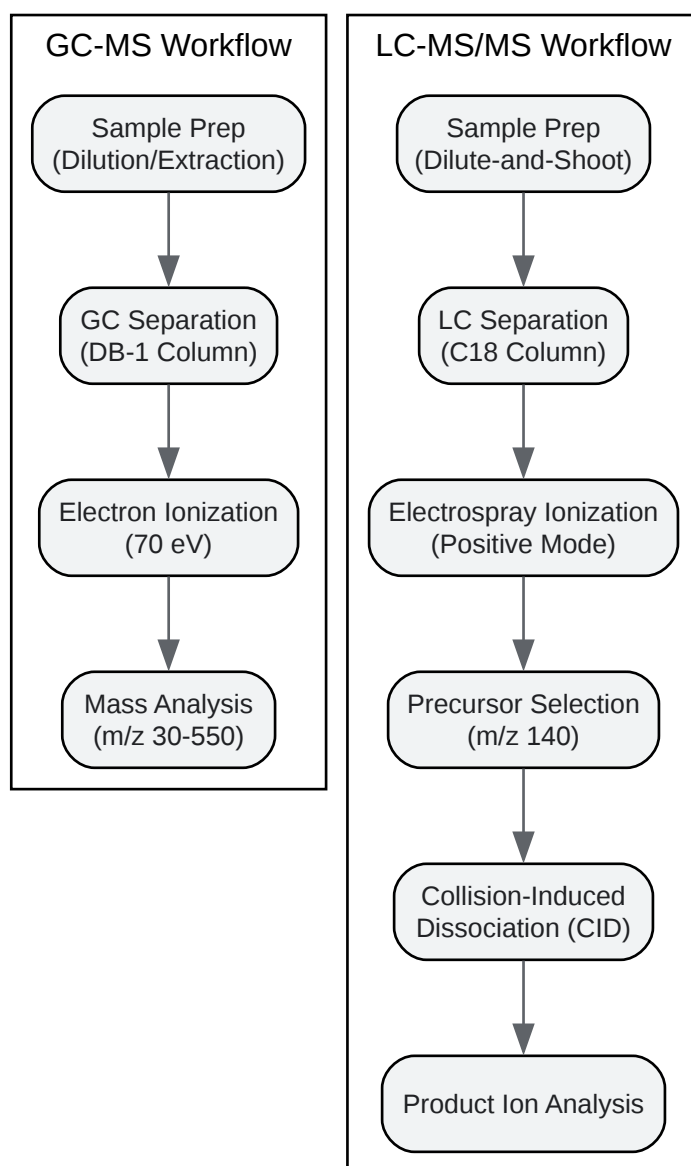 GC-MS Workflow
Sample Prep
(Dilution/Extraction)
GC Separation
(DB-1 Column)
Electron Ionization
(70 eV)
Mass Analysis
(m/z 30-550)
LC-MS/MS Workflow
Sample Prep
(Dilute-and-Shoot)
LC Separation
(C18 Column)
Electrospray Ionization
(Positive Mode)
Precursor Selection
(m/z 140)
Collision-Induced
Dissociation (CID)
Product Ion Analysis